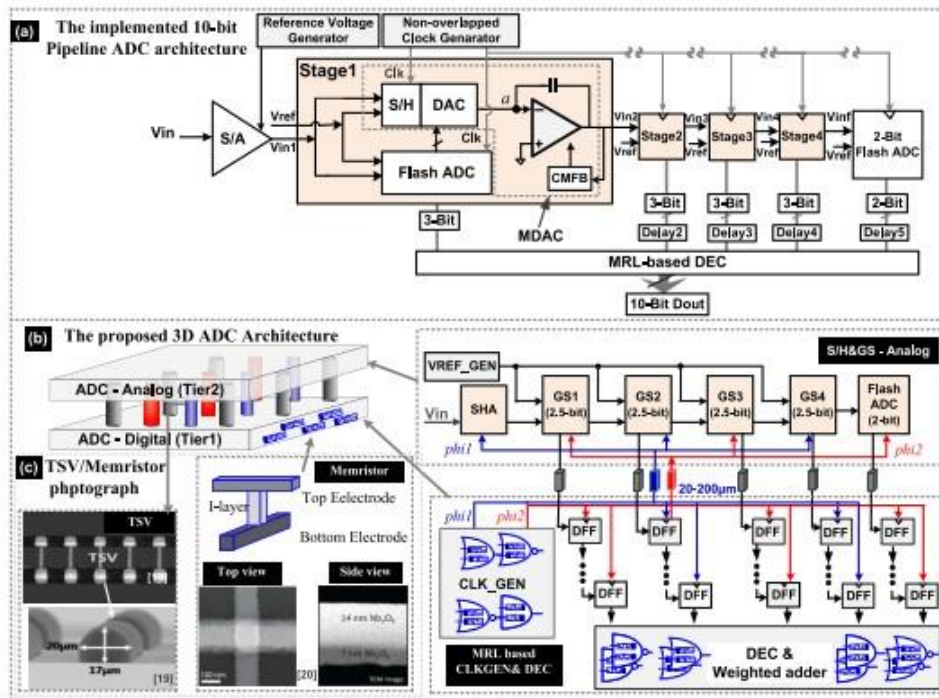 (a) The implemented 10-bit
Pipeline ADC architecture
Reference Voltage
Generator
Non-overlapped
Clock Genarator
Stage1
Clk
S/H
DAC
a
Vin
S/A
Vref
Vin1
Clk
Flash ADC
CMFB
MDAC
Vin2
Vref
Stage2
Vref
Stage3
Vin4
Vref
Stage4
Vinf
Vref
2-Bit
Flash ADC
3-Bit
3-Bit
3-Bit
3-Bit
2-Bit
Delay2
Delay3
Delay4
Delay5
MRL-based DEC
10-Bit Dout
(b) The proposed 3D ADC Architecture
ADC - Analog (Tier2)
ADC - Digital (Tier1)
S/H&GS - Analog
VREF_GEN
Vin
SHA
GS1
(2.5-bit)
GS2
(2.5-bit)
GS3
(2.5-bit)
GS4
(2.5-bit)
Flash
ADC
(2-bit)
phi1
phi2
20-200μm
(c) TSV/Memristor
phptograph
TSV
TSV
20μm
17μm
[19]
Memristor
I-layer
Top Eelectrode
Bottom Electrode
Top view
Side view
[20]
phi1
phi2
CLK_GEN
MRL based
CLKGEN& DEC
DFF
DFF
DFF
DFF
DFF
DFF
DFF
DFF
DFF
DFF
DEC &
Weighted adder